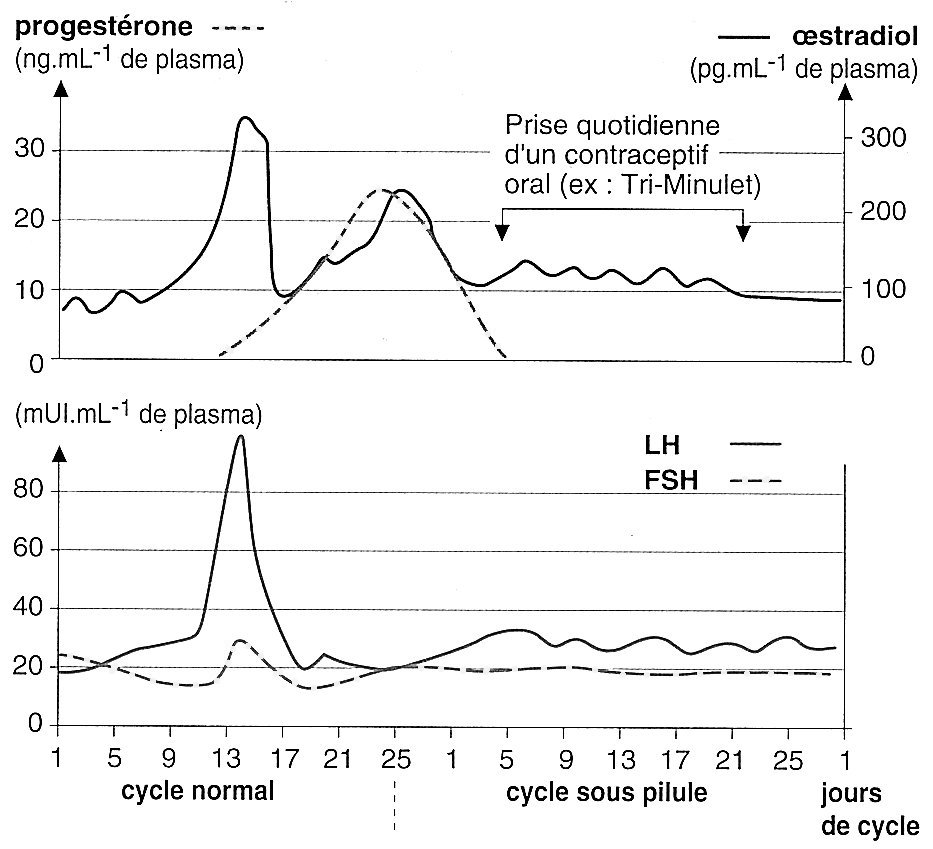 progestérone ----
(ng.mL-1 de plasma)
— œstradiol
(pg.mL-1 de plasma)
Prise quotidienne
d'un contraceptif
oral (ex : Tri-Minulet)
30
20
10
0
300
200
100
0
(mUI.mL-1 de plasma)
LH
FSH
80
60
40
20
0
1 5 9 13 17 21 25 1 5 9 13 17 21 25 1
cycle normal
cycle sous pilule
jours
de cycle